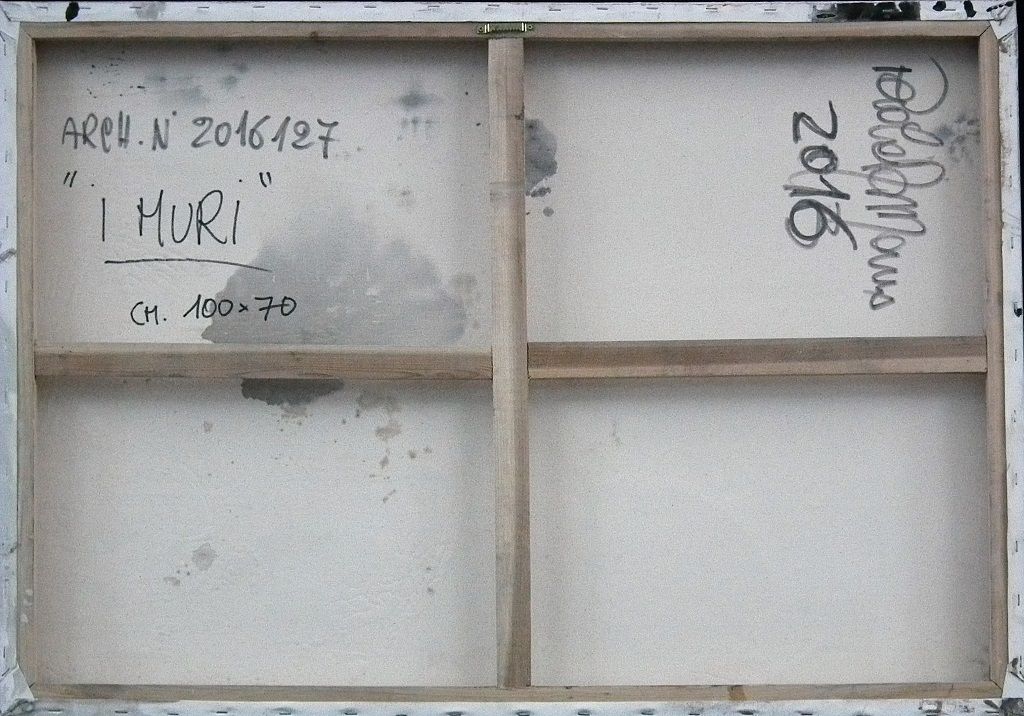 ARCH. N° 2016127
"I MURI"
CM. 100×70
2016